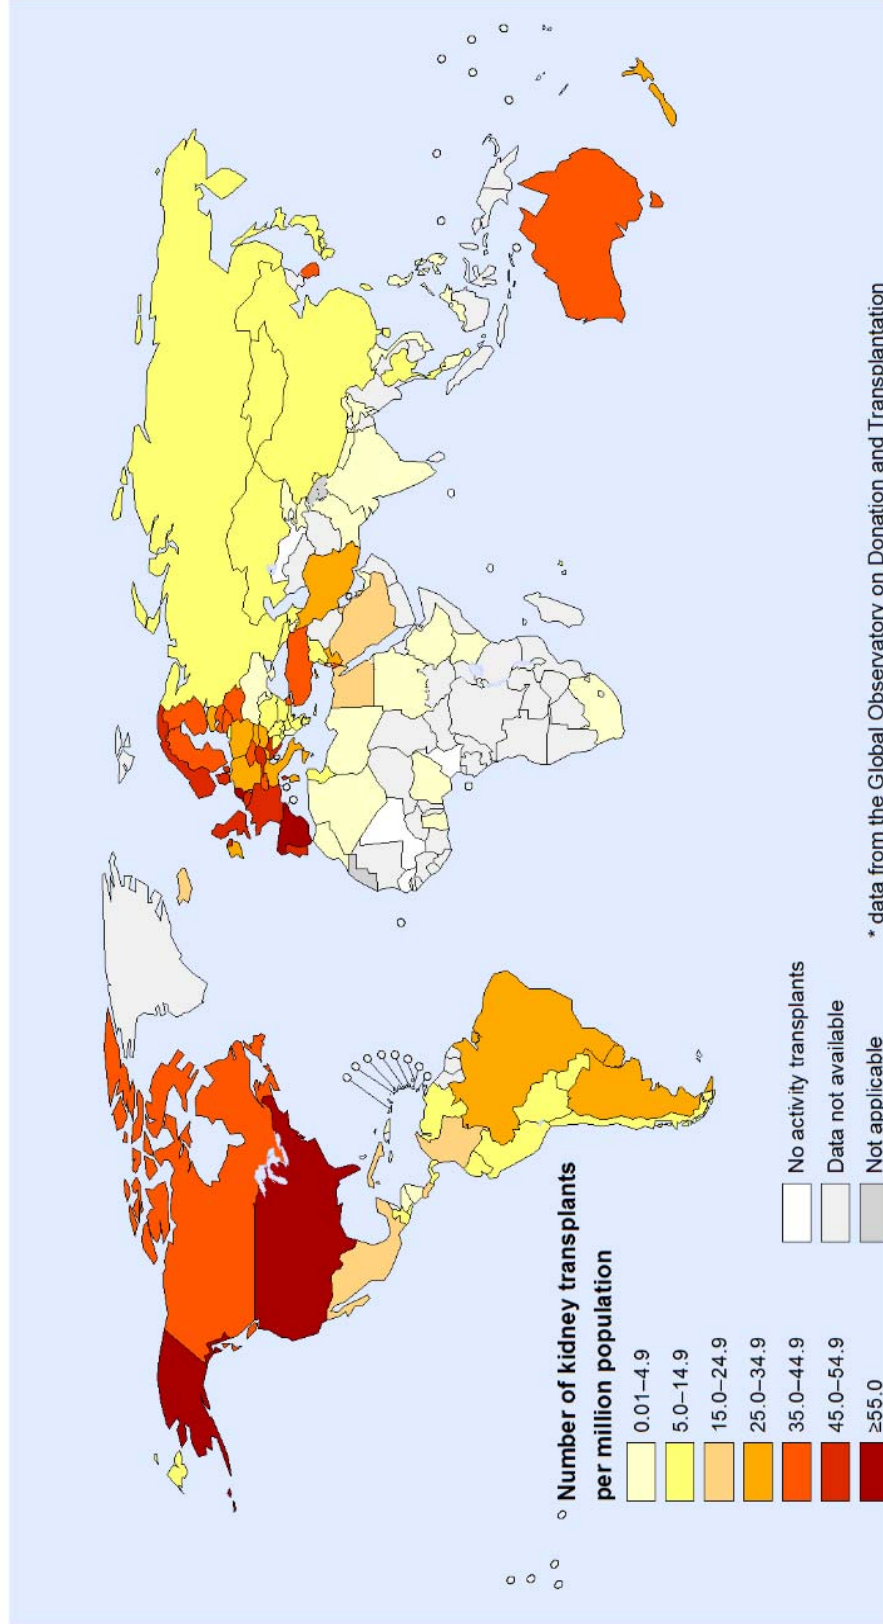 Number of kidney transplants
per million population
0.01–4.9
5.0–14.9
15.0–24.9
25.0–34.9
35.0–44.9
45.0–54.9
≥55.0
No activity transplants
Data not available
Not applicable
* data from the Global Observatory on Donation and Transplantation